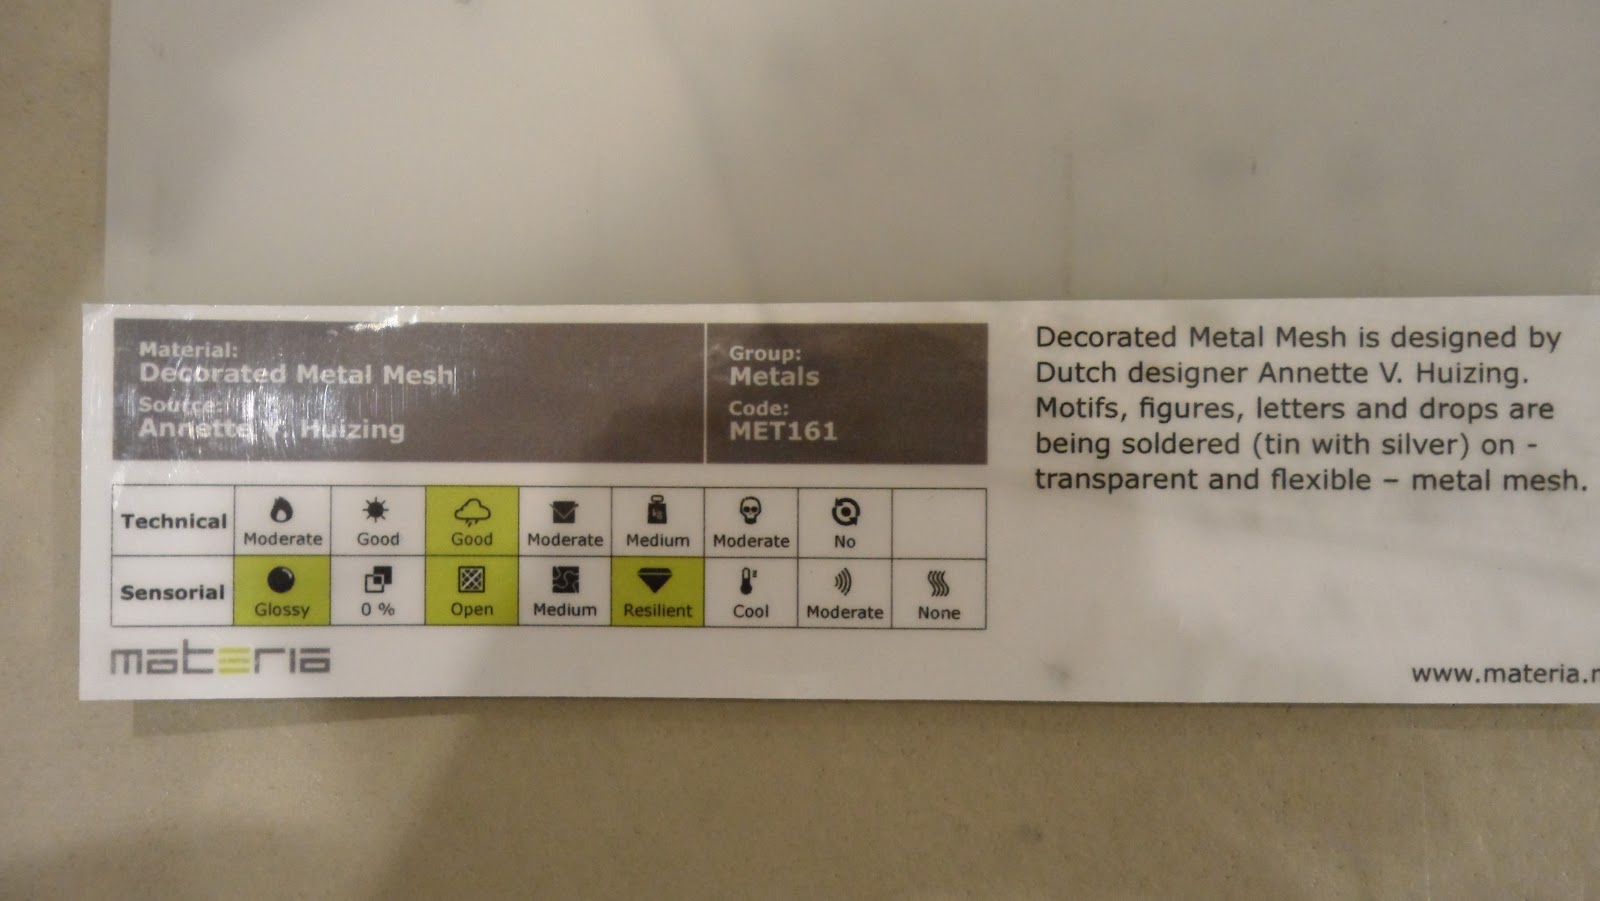 Material:
Decorated Metal Mesh
Source:
Annette V. Huizing
Group:
Metals
Code:
MET161
Decorated Metal Mesh is designed by
Dutch designer Annette V. Huizing.
Motifs, figures, letters and drops are
being soldered (tin with silver) on -
transparent and flexible – metal mesh.
Technical
Moderate Good Good Moderate Medium Moderate No
kg
Sensorial
Glossy 0 % Open Medium Resilient Cool Moderate None
materia
www.materia.n